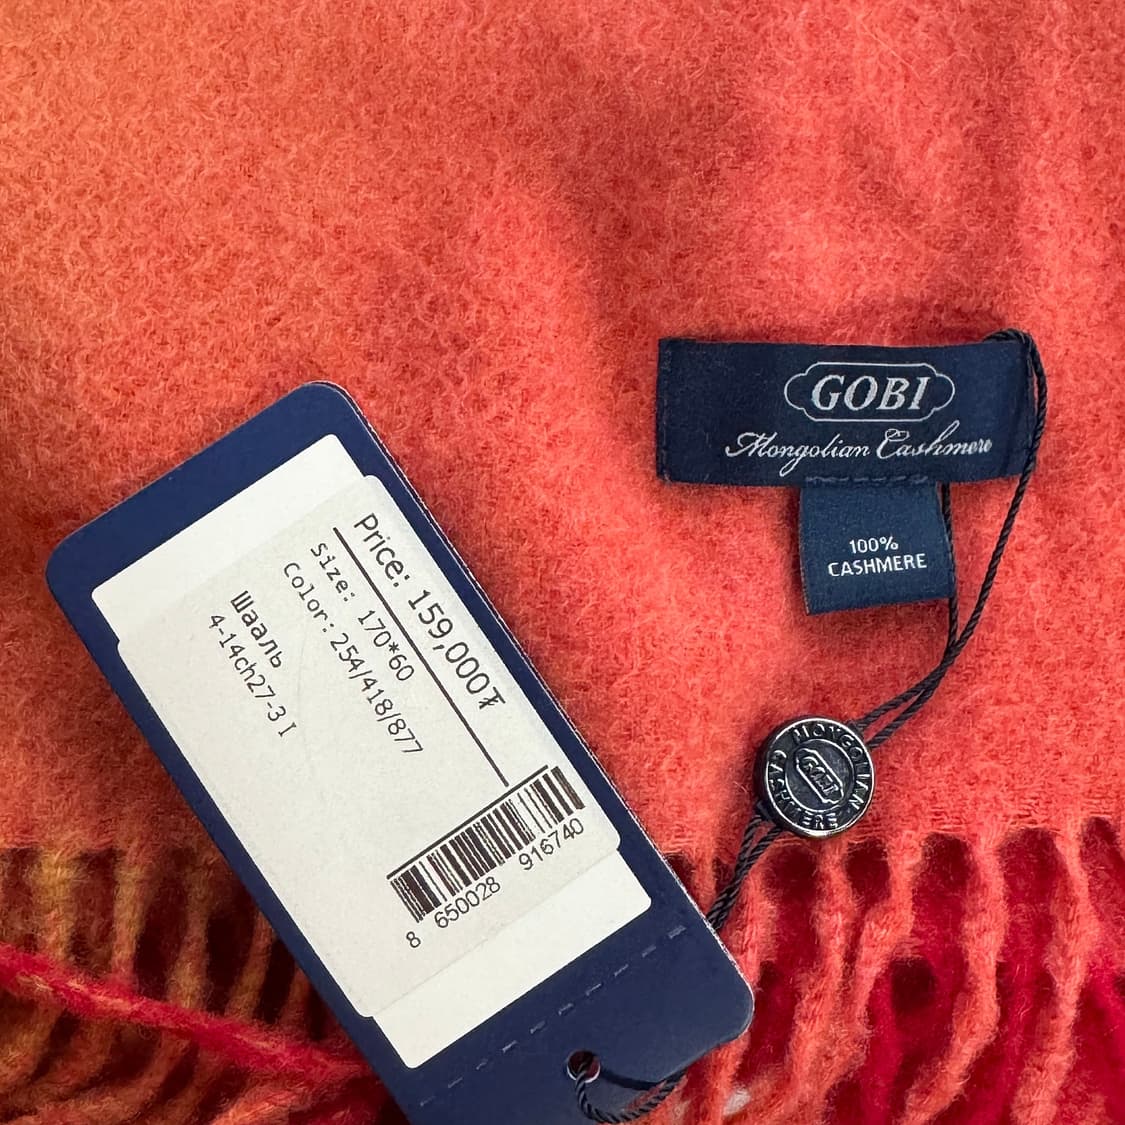 GOBI
Mongolian Cashmere
100%
CASHMERE
Price: 159,000₮
Size: 170*60
Color: 254/418/877
Шааль
4-14ch27-3 I
8 650028 916740
MONGOLIAN
GOBI
CASHMERE